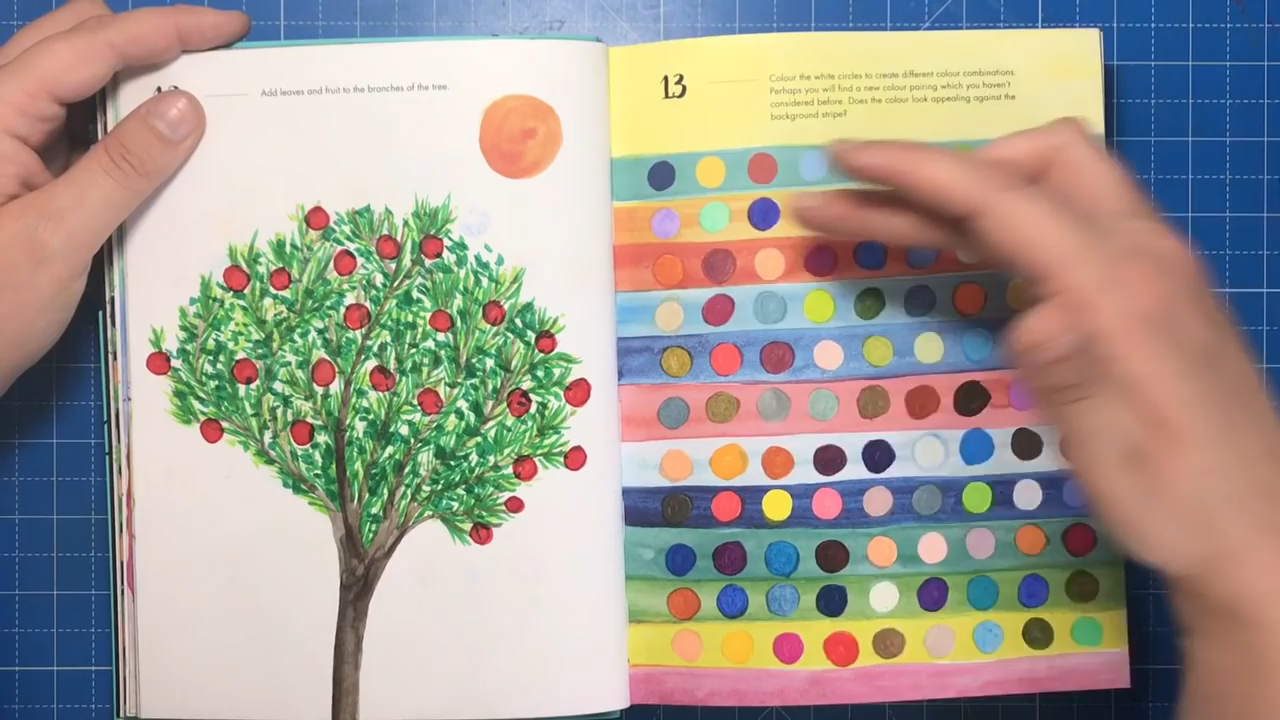 Add leaves and fruit to the branches of the tree.
13
Colour the white circles to create different colour combinations.
Perhaps you will find a new colour pairing which you haven't
considered before. Does the colour look appealing against the
background stripe?